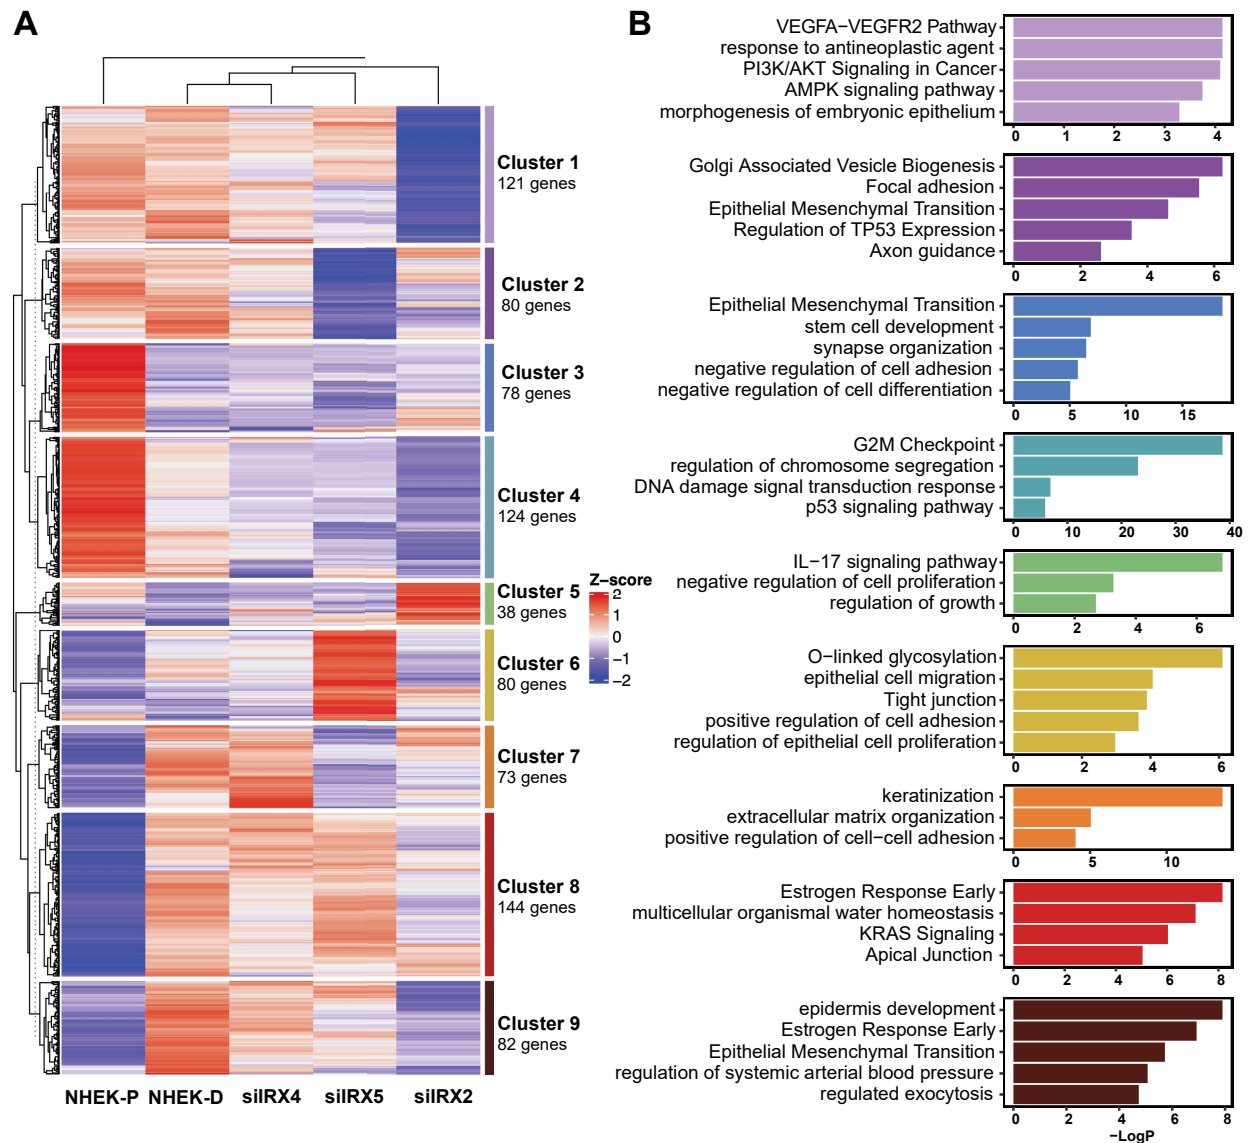 A
Cluster 1
121 genes
Cluster 2
80 genes
Cluster 3
78 genes
Cluster 4
124 genes
Cluster 5
38 genes
Cluster 6
80 genes
Cluster 7
73 genes
Cluster 8
144 genes
Cluster 9
82 genes
Z-score
2
1
0
−1
−2
NHEK-P NHEK-D siIRX4 siIRX5 siIRX2
B
VEGFA−VEGFR2 Pathway
response to antineoplastic agent
PI3K/AKT Signaling in Cancer
AMPK signaling pathway
morphogenesis of embryonic epithelium
0 1 2 3 4
Golgi Associated Vesicle Biogenesis
Focal adhesion
Epithelial Mesenchymal Transition
Regulation of TP53 Expression
Axon guidance
0 2 4 6
Epithelial Mesenchymal Transition
stem cell development
synapse organization
negative regulation of cell adhesion
negative regulation of cell differentiation
0 5 10 15
G2M Checkpoint
regulation of chromosome segregation
DNA damage signal transduction response
p53 signaling pathway
0 10 20 30 40
IL−17 signaling pathway
negative regulation of cell proliferation
regulation of growth
0 2 4 6
O−linked glycosylation
epithelial cell migration
Tight junction
positive regulation of cell adhesion
regulation of epithelial cell proliferation
0 2 4 6
keratinization
extracellular matrix organization
positive regulation of cell−cell adhesion
0 5 10
Estrogen Response Early
multicellular organismal water homeostasis
KRAS Signaling
Apical Junction
0 2 4 6 8
epidermis development
Estrogen Response Early
Epithelial Mesenchymal Transition
regulation of systemic arterial blood pressure
regulated exocytosis
0 2 4 6 8
−LogP